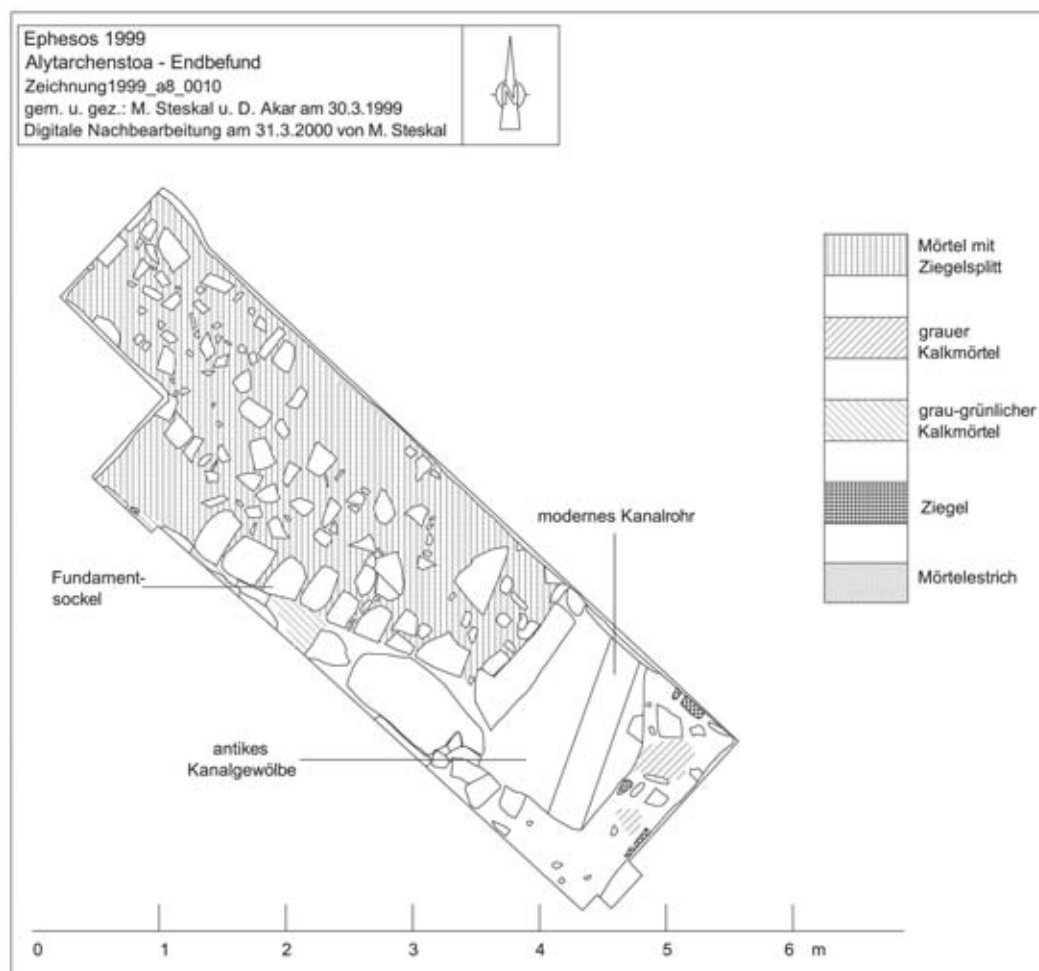 Ephesos 1999
Alytarchenstoa - Endbefund
Zeichnung1999_a8_0010
gem. u. gez.: M. Steskal u. D. Akar am 30.3.1999
Digitale Nachbearbeitung am 31.3.2000 von M. Steskal
N
Mörtel mit
Ziegelsplitt
grauer
Kalkmörtel
grau-grünlicher
Kalkmörtel
Ziegel
Mörtelestrich
modernes Kanalrohr
Fundament-
sockel
antikes
Kanalgewölbe
0 1 2 3 4 5 6 m